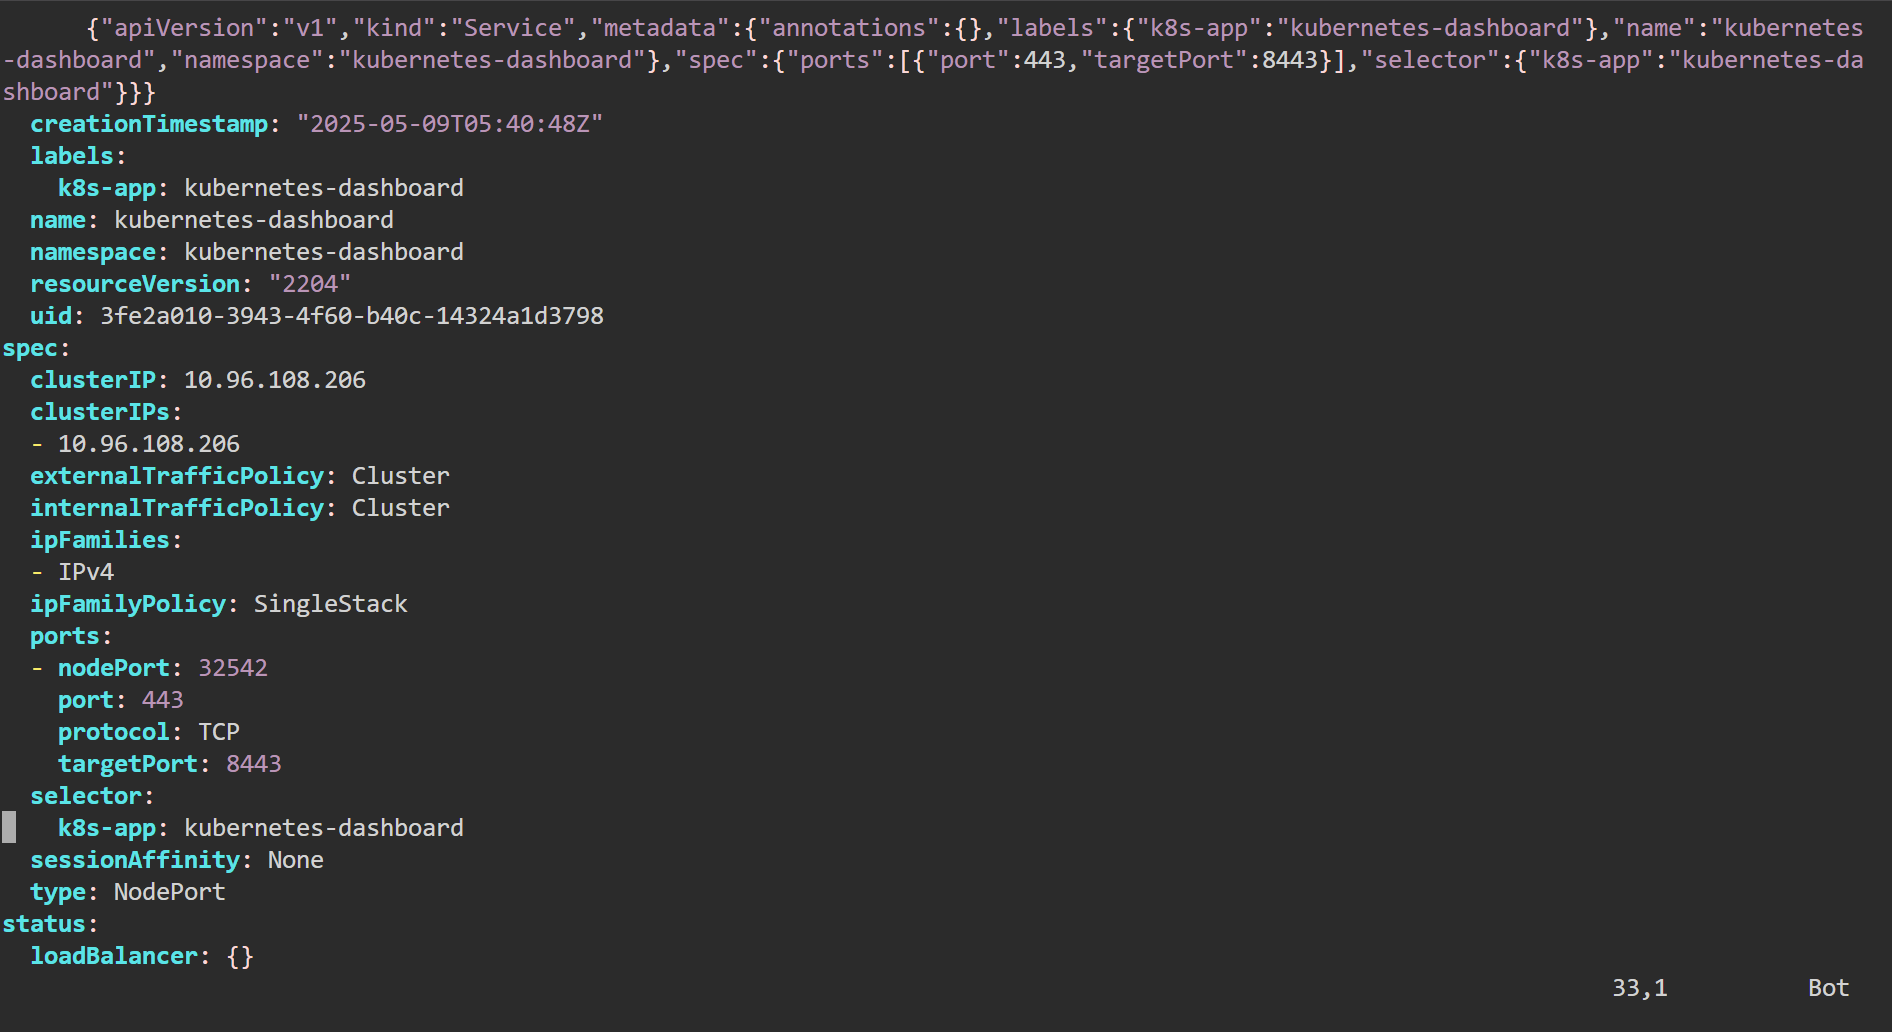 {"apiVersion":"v1","kind":"Service","metadata":{"annotations":{},"labels":{"k8s-app":"kubernetes-dashboard"},"name":"kubernetes
-dashboard","namespace":"kubernetes-dashboard"},"spec":{"ports":[{"port":443,"targetPort":8443}],"selector":{"k8s-app":"kubernetes-da
shboard"}}}
  creationTimestamp: "2025-05-09T05:40:48Z"
  labels:
    k8s-app: kubernetes-dashboard
  name: kubernetes-dashboard
  namespace: kubernetes-dashboard
  resourceVersion: "2204"
  uid: 3fe2a010-3943-4f60-b40c-14324a1d3798
spec:
  clusterIP: 10.96.108.206
  clusterIPs:
  - 10.96.108.206
  externalTrafficPolicy: Cluster
  internalTrafficPolicy: Cluster
  ipFamilies:
  - IPv4
  ipFamilyPolicy: SingleStack
  ports:
  - nodePort: 32542
    port: 443
    protocol: TCP
    targetPort: 8443
  selector:
    k8s-app: kubernetes-dashboard
  sessionAffinity: None
  type: NodePort
status:
  loadBalancer: {}
33,1 Bot